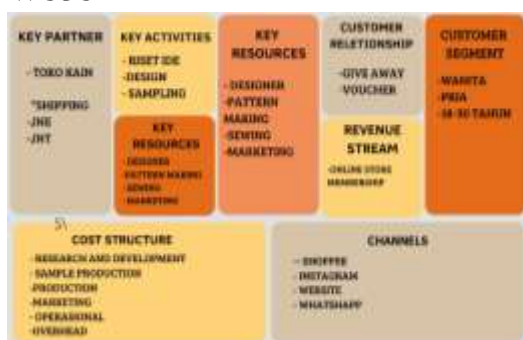 KEY PARTNER
- TOKO KAIN
*SHIPPING
-JNE
-JNT
KEY ACTIVITIES
- RISET IDE
-DESIGN
- SAMPLING
KEY
RESOURCES
-DESIGNER
-PATTERN MAKING
-SEWING
-MARKETING
KEY
RESOURCES
- DESIGNER
-PATTERN
MAKING
-SEWING
-MARKETING
CUSTOMER
RELETIONSHIP
-GIVE AWAY
-VOUCHER
REVENUE
STREAM
-ONLINE STORE
MEMBERSHIP
CUSTOMER
SEGMENT
-WANITA
-PRIA
-18-30 TAHUN
COST STRUCTURE
-RESEARCH AND DEVELOPMENT
- SAMPLE PRODUCTION
-PRODUCTION
-MARKETING
- OPERASIONAL
-OVERHEAD
CHANNELS
-- SHOPPEE
- INSTAGRAM
- WEBSITE
- WHATSHAPP